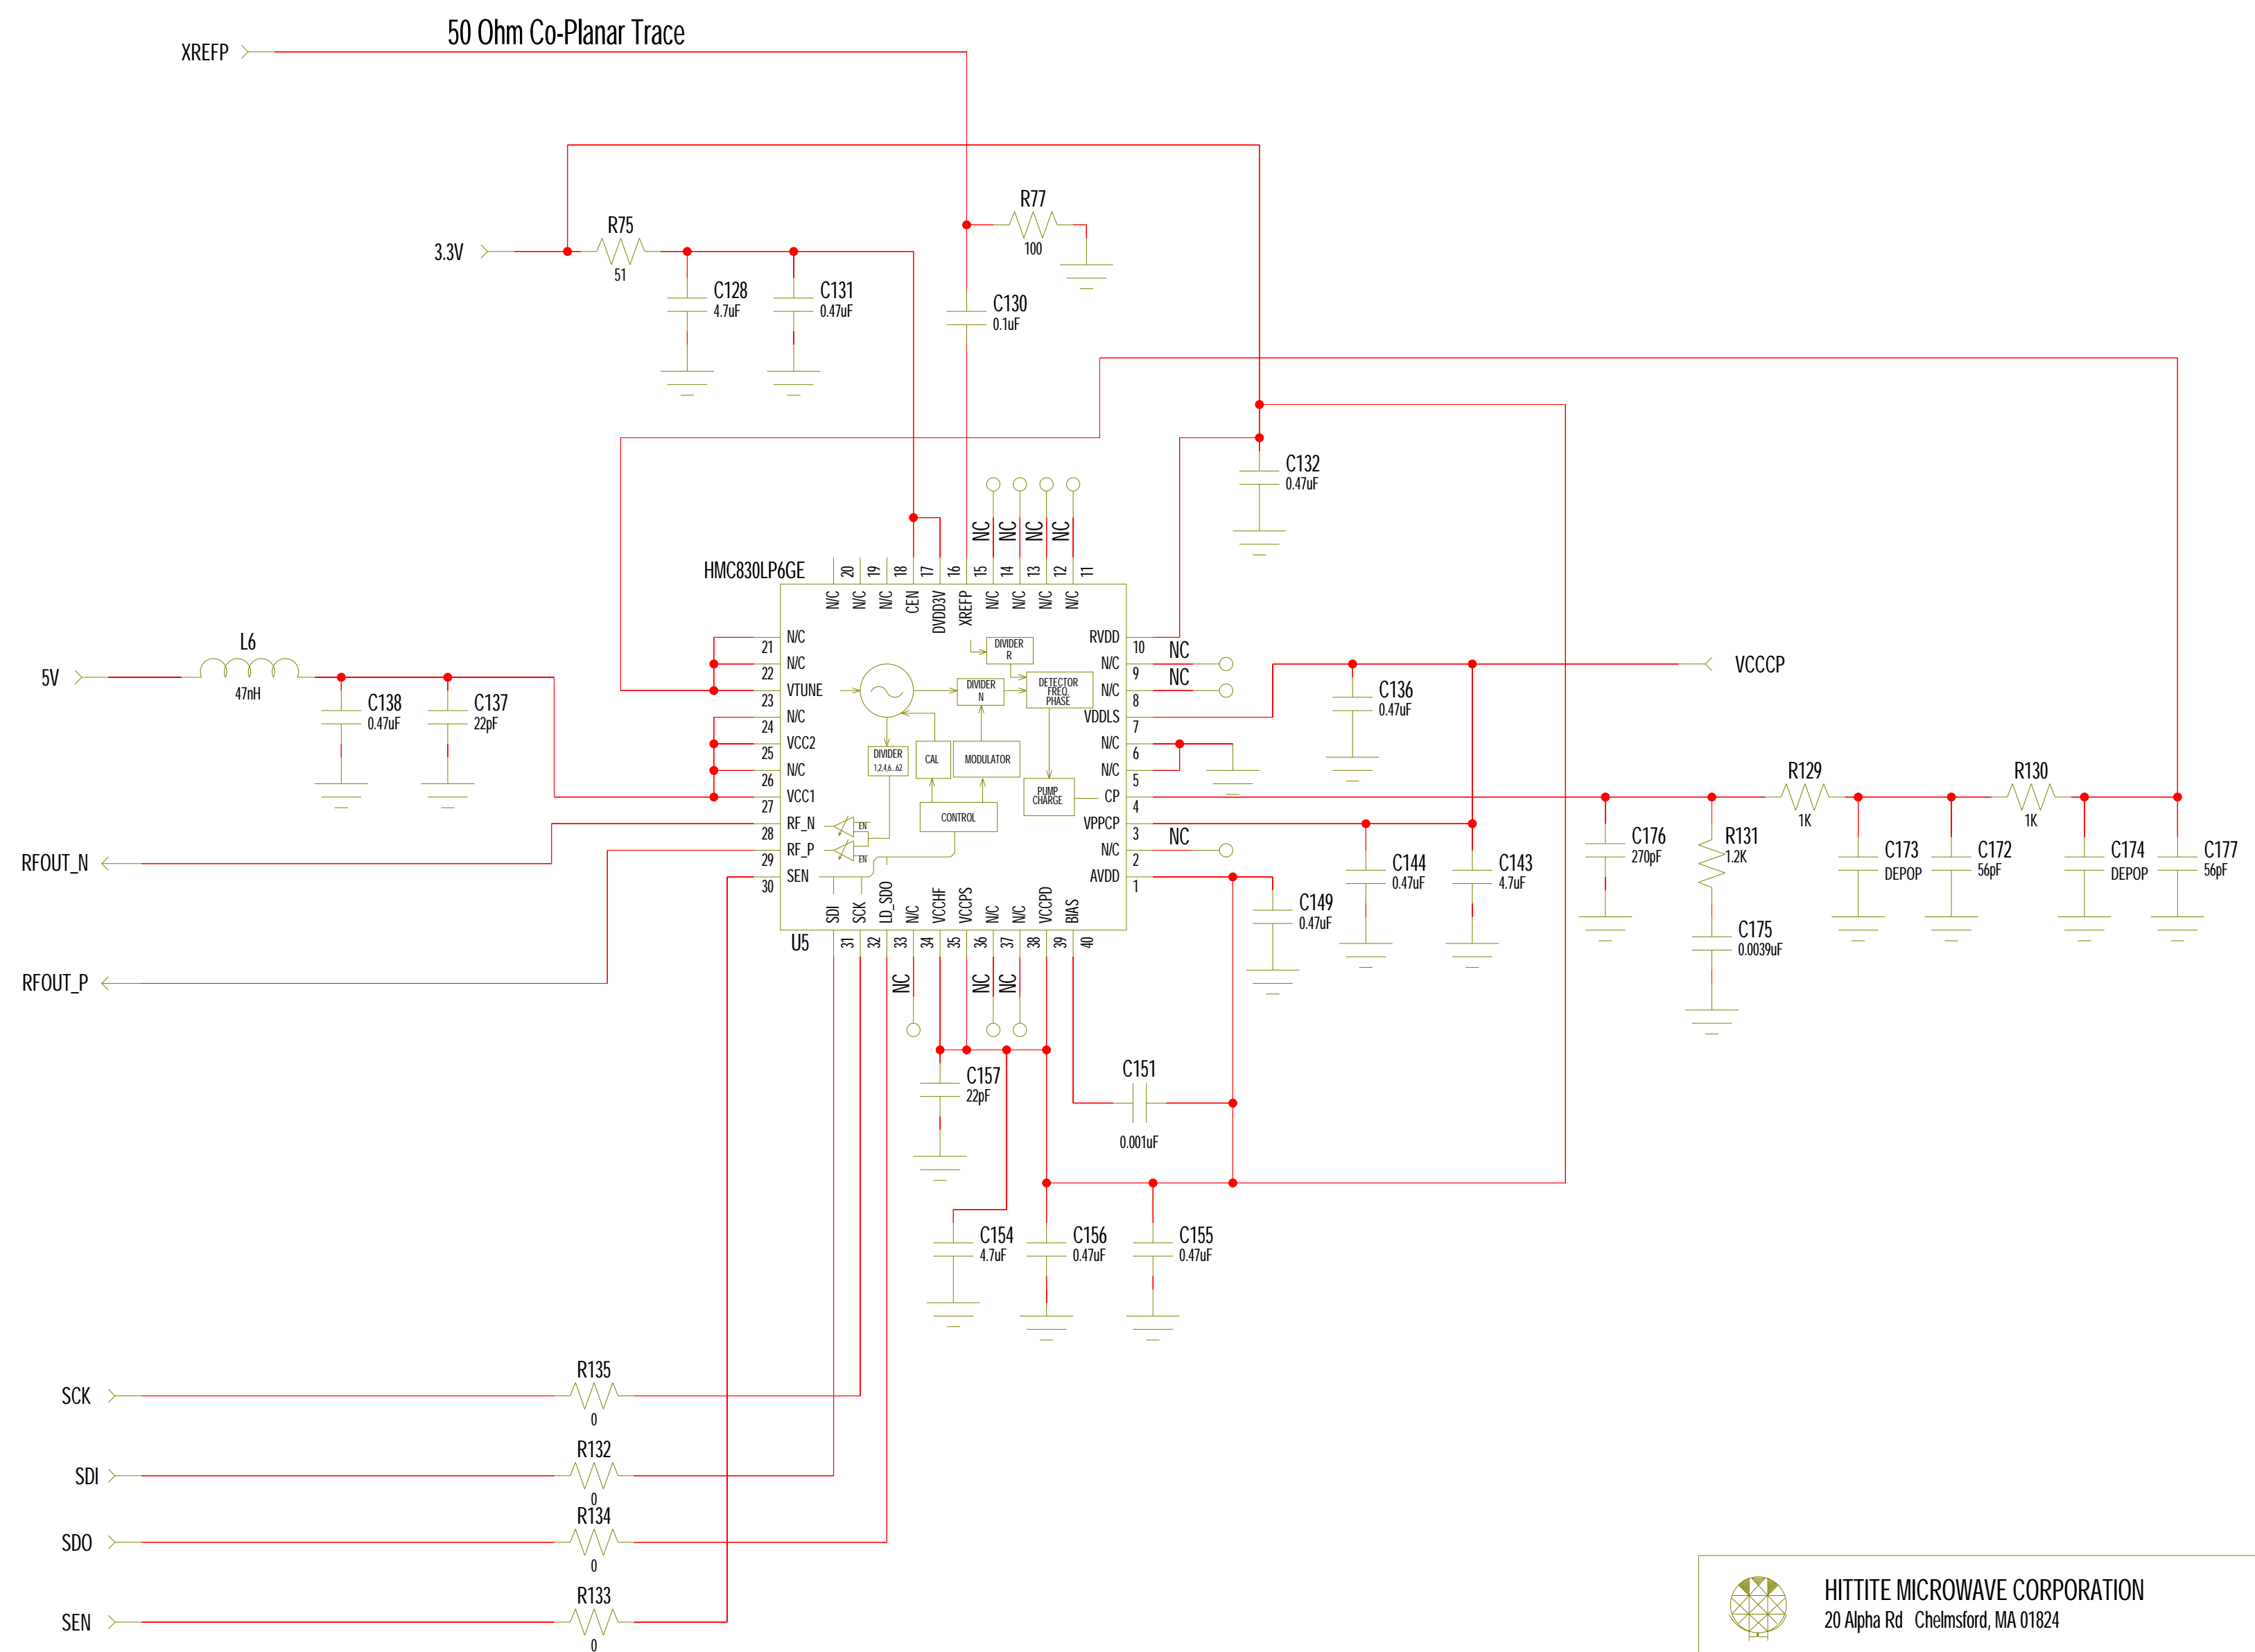 50 Ohm Co-Planar Trace
XREFP
R77
100
R75
51
3.3V
C128
4.7uF
C131
0.47uF
C130
0.1uF
C132
0.47uF
NC
NC
NC
NC
HMC830LP6GE
20
19
18
17
16
15
14
13
12
11
N/C
N/C
N/C
CEN
DVDD3V
XREFP
N/C
N/C
N/C
N/C
L6
47nH
5V
C138
0.47uF
C137
22pF
N/C
21
N/C
22
VTUNE
23
N/C
24
VCC2
25
N/C
26
VCC1
27
RF_N
28
RF_P
29
SEN
30
DIVIDER
R
DIVIDER
N
DETECTOR
FREQ.
PHASE
DIVIDER
1,2,4,6...62
CAL
MODULATOR
PUMP
CHARGE
CONTROL
EN
EN
RVDD
10
NC
N/C
9
NC
N/C
8
VDDLS
7
N/C
6
N/C
5
CP
4
VPPCP
3
NC
N/C
2
AVDD
1
VCCCP
C136
0.47uF
R129
1K
R130
1K
C176
270pF
R131
1.2K
C173
DEPOP
C172
56pF
C174
DEPOP
C177
56pF
C144
0.47uF
C143
4.7uF
C149
0.47uF
C175
0.0039uF
RFOUT_N
RFOUT_P
SDI
SCK
LD_SDO
N/C
VCCHF
VCCPS
N/C
N/C
VCCPD
BIAS
U5
31
32
33
34
35
36
37
38
39
40
NC
NC
NC
C157
22pF
C151
0.001uF
C154
4.7uF
C156
0.47uF
C155
0.47uF
SCK
R135
0
SDI
R132
0
SDO
R134
0
SEN
R133
0
HITTITE MICROWAVE CORPORATION
20 Alpha Rd Chelmsford, MA 01824